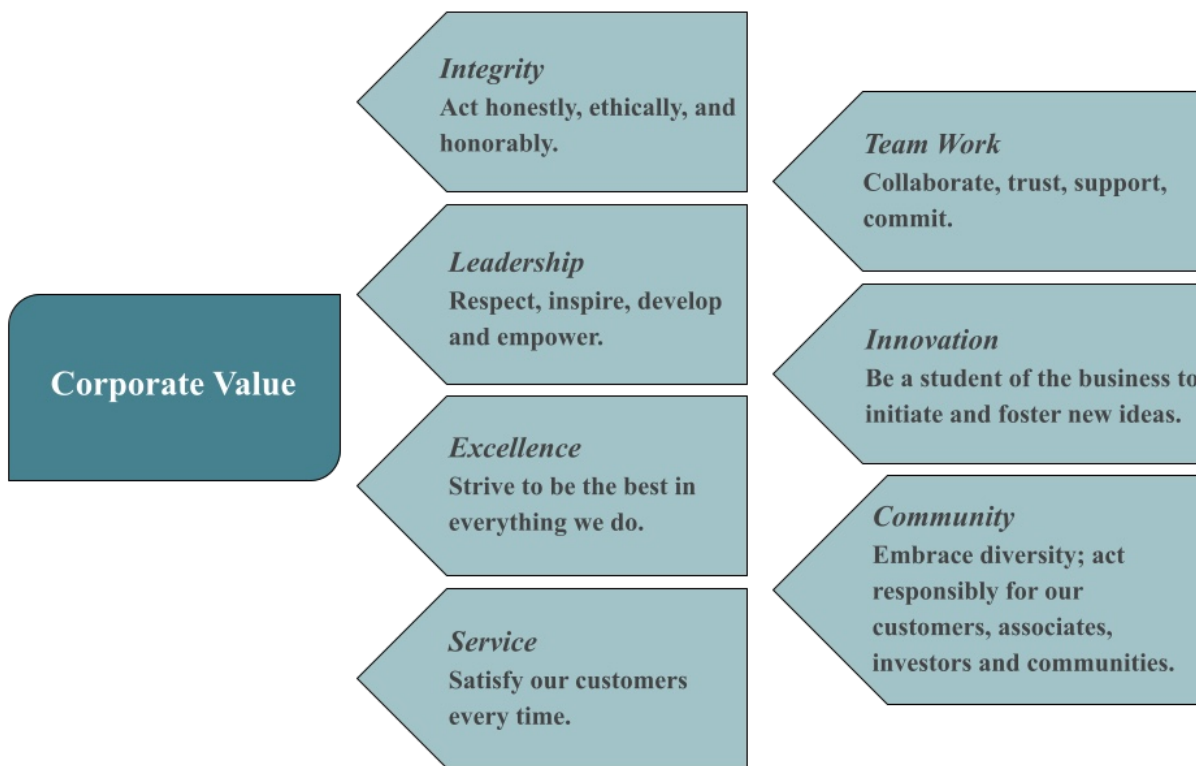 Corporate Value
Integrity
Act honestly, ethically, and
honorably.
Leadership
Respect, inspire, develop
and empower.
Excellence
Strive to be the best in
everything we do.
Service
Satisfy our customers
every time.
Team Work
Collaborate, trust, support,
commit.
Innovation
Be a student of the business to
initiate and foster new ideas.
Community
Embrace diversity; act
responsibly for our
customers, associates,
investors and communities.